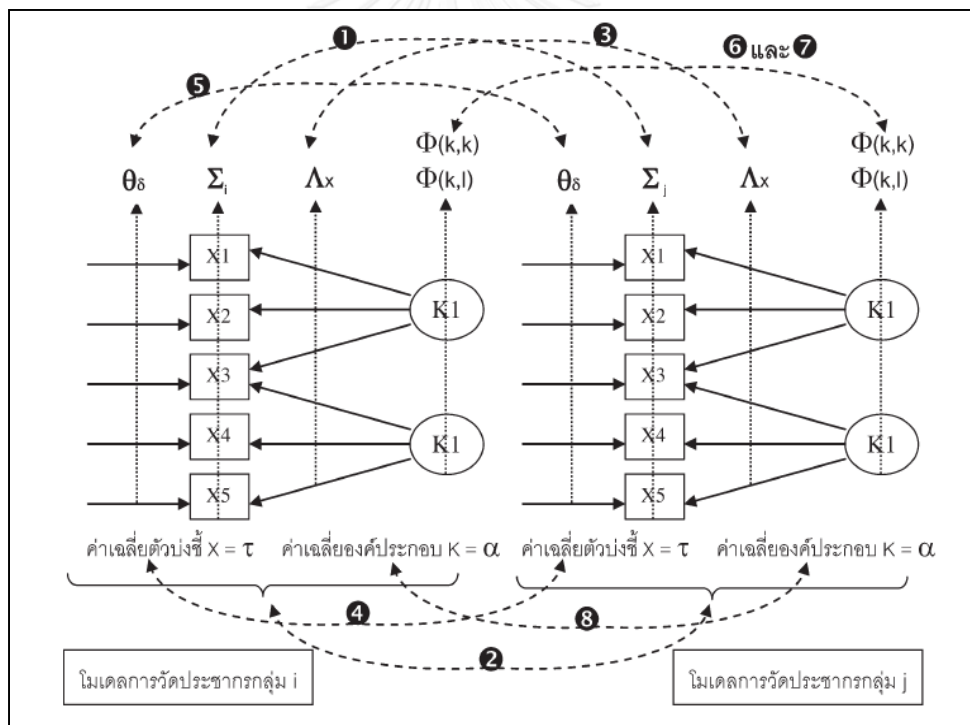 ❶ ❸ ❻ และ ❼
❺
Φ(k,k) Φ(k,k)
θδ Σi Λx Φ(k,l) θδ Σj Λx Φ(k,l)
X1 X1
X2 K1 X2 K1
X3 X3
X4 K1 X4 K1
X5 X5
ค่าเฉลี่ยตัวบ่งชี้ X = τ ค่าเฉลี่ยองค์ประกอบ K = α ค่าเฉลี่ยตัวบ่งชี้ X = τ ค่าเฉลี่ยองค์ประกอบ K = α
❹ ❽
❷
โมเดลการวัดประชากรกลุ่ม i โมเดลการวัดประชากรกลุ่ม j